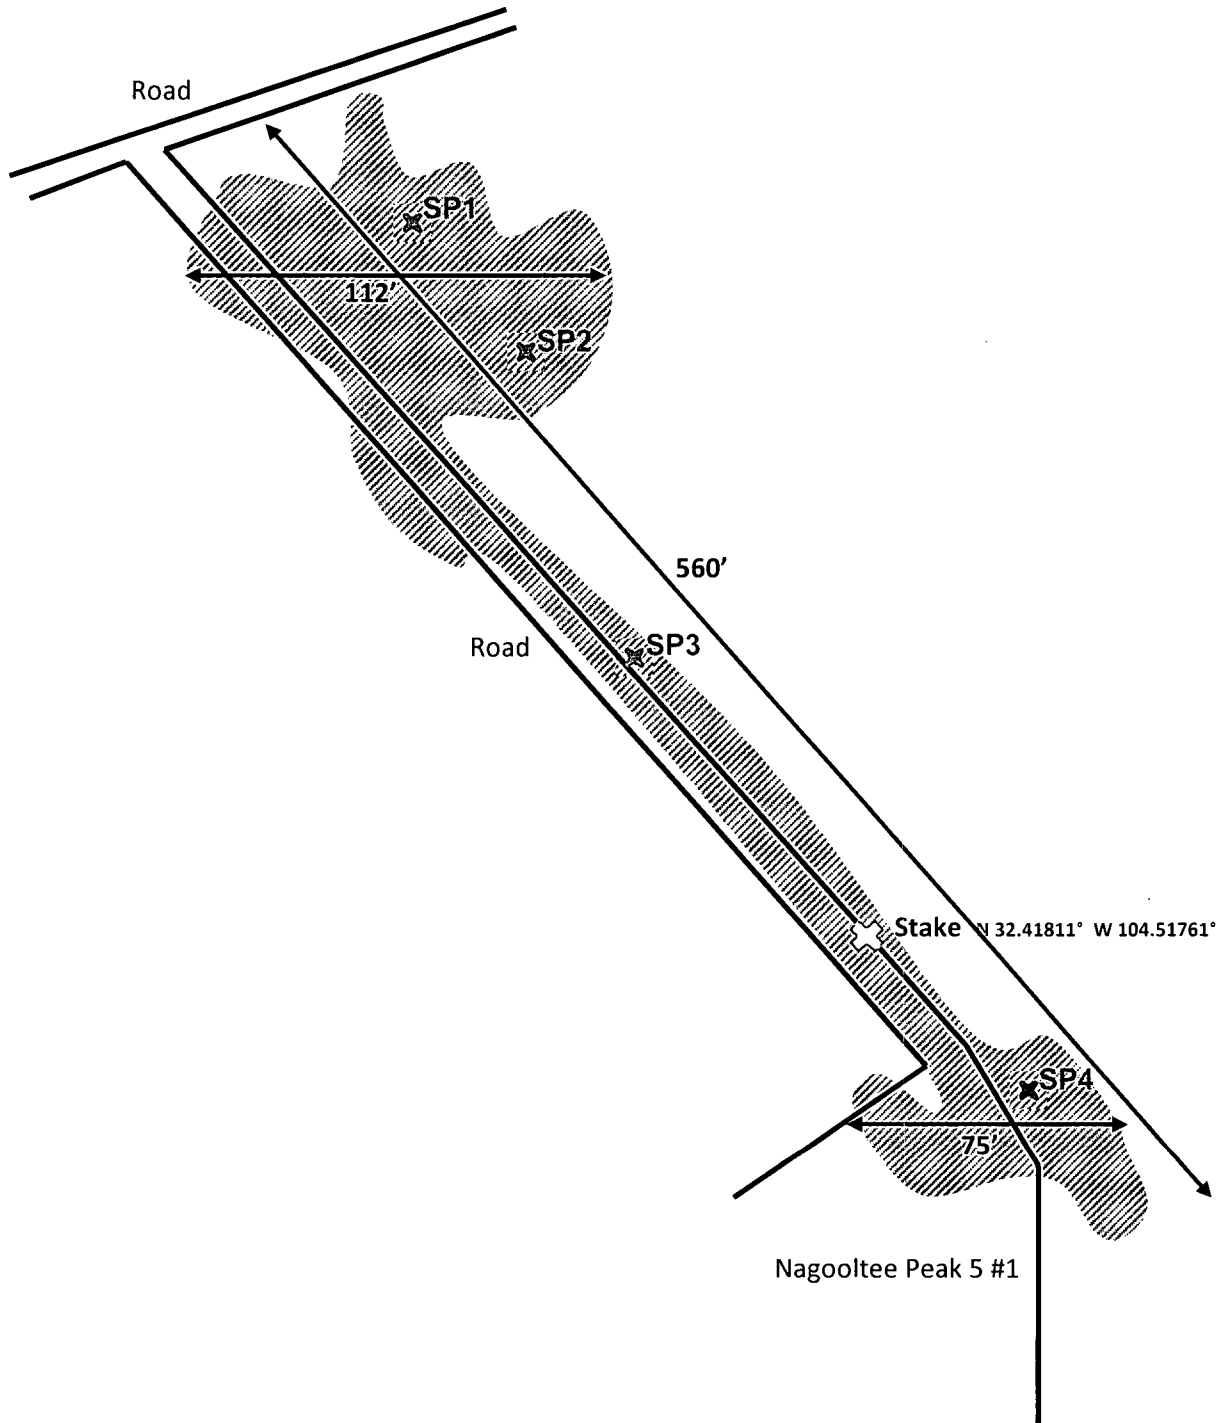 Road
SP1
112’
SP2
560’
Road
SP3
Stake N 32.41811° W 104.51761°
SP4
75’
Nagooltee Peak 5 #1